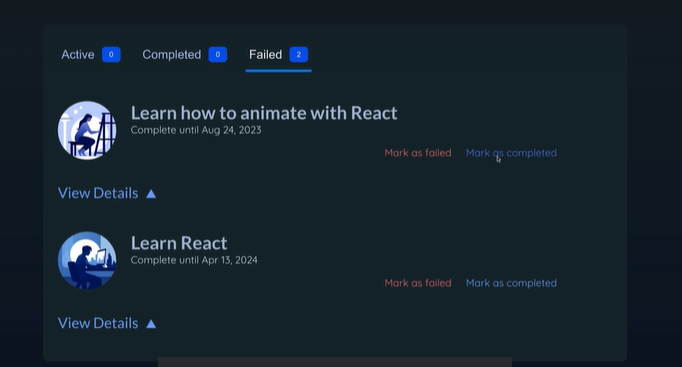 Active 0 Completed 0 Failed 2
Learn how to animate with React
Complete until Aug 24, 2023
Mark as failed Mark as completed
View Details ▲
Learn React
Complete until Apr 13, 2024
Mark as failed Mark as completed
View Details ▲